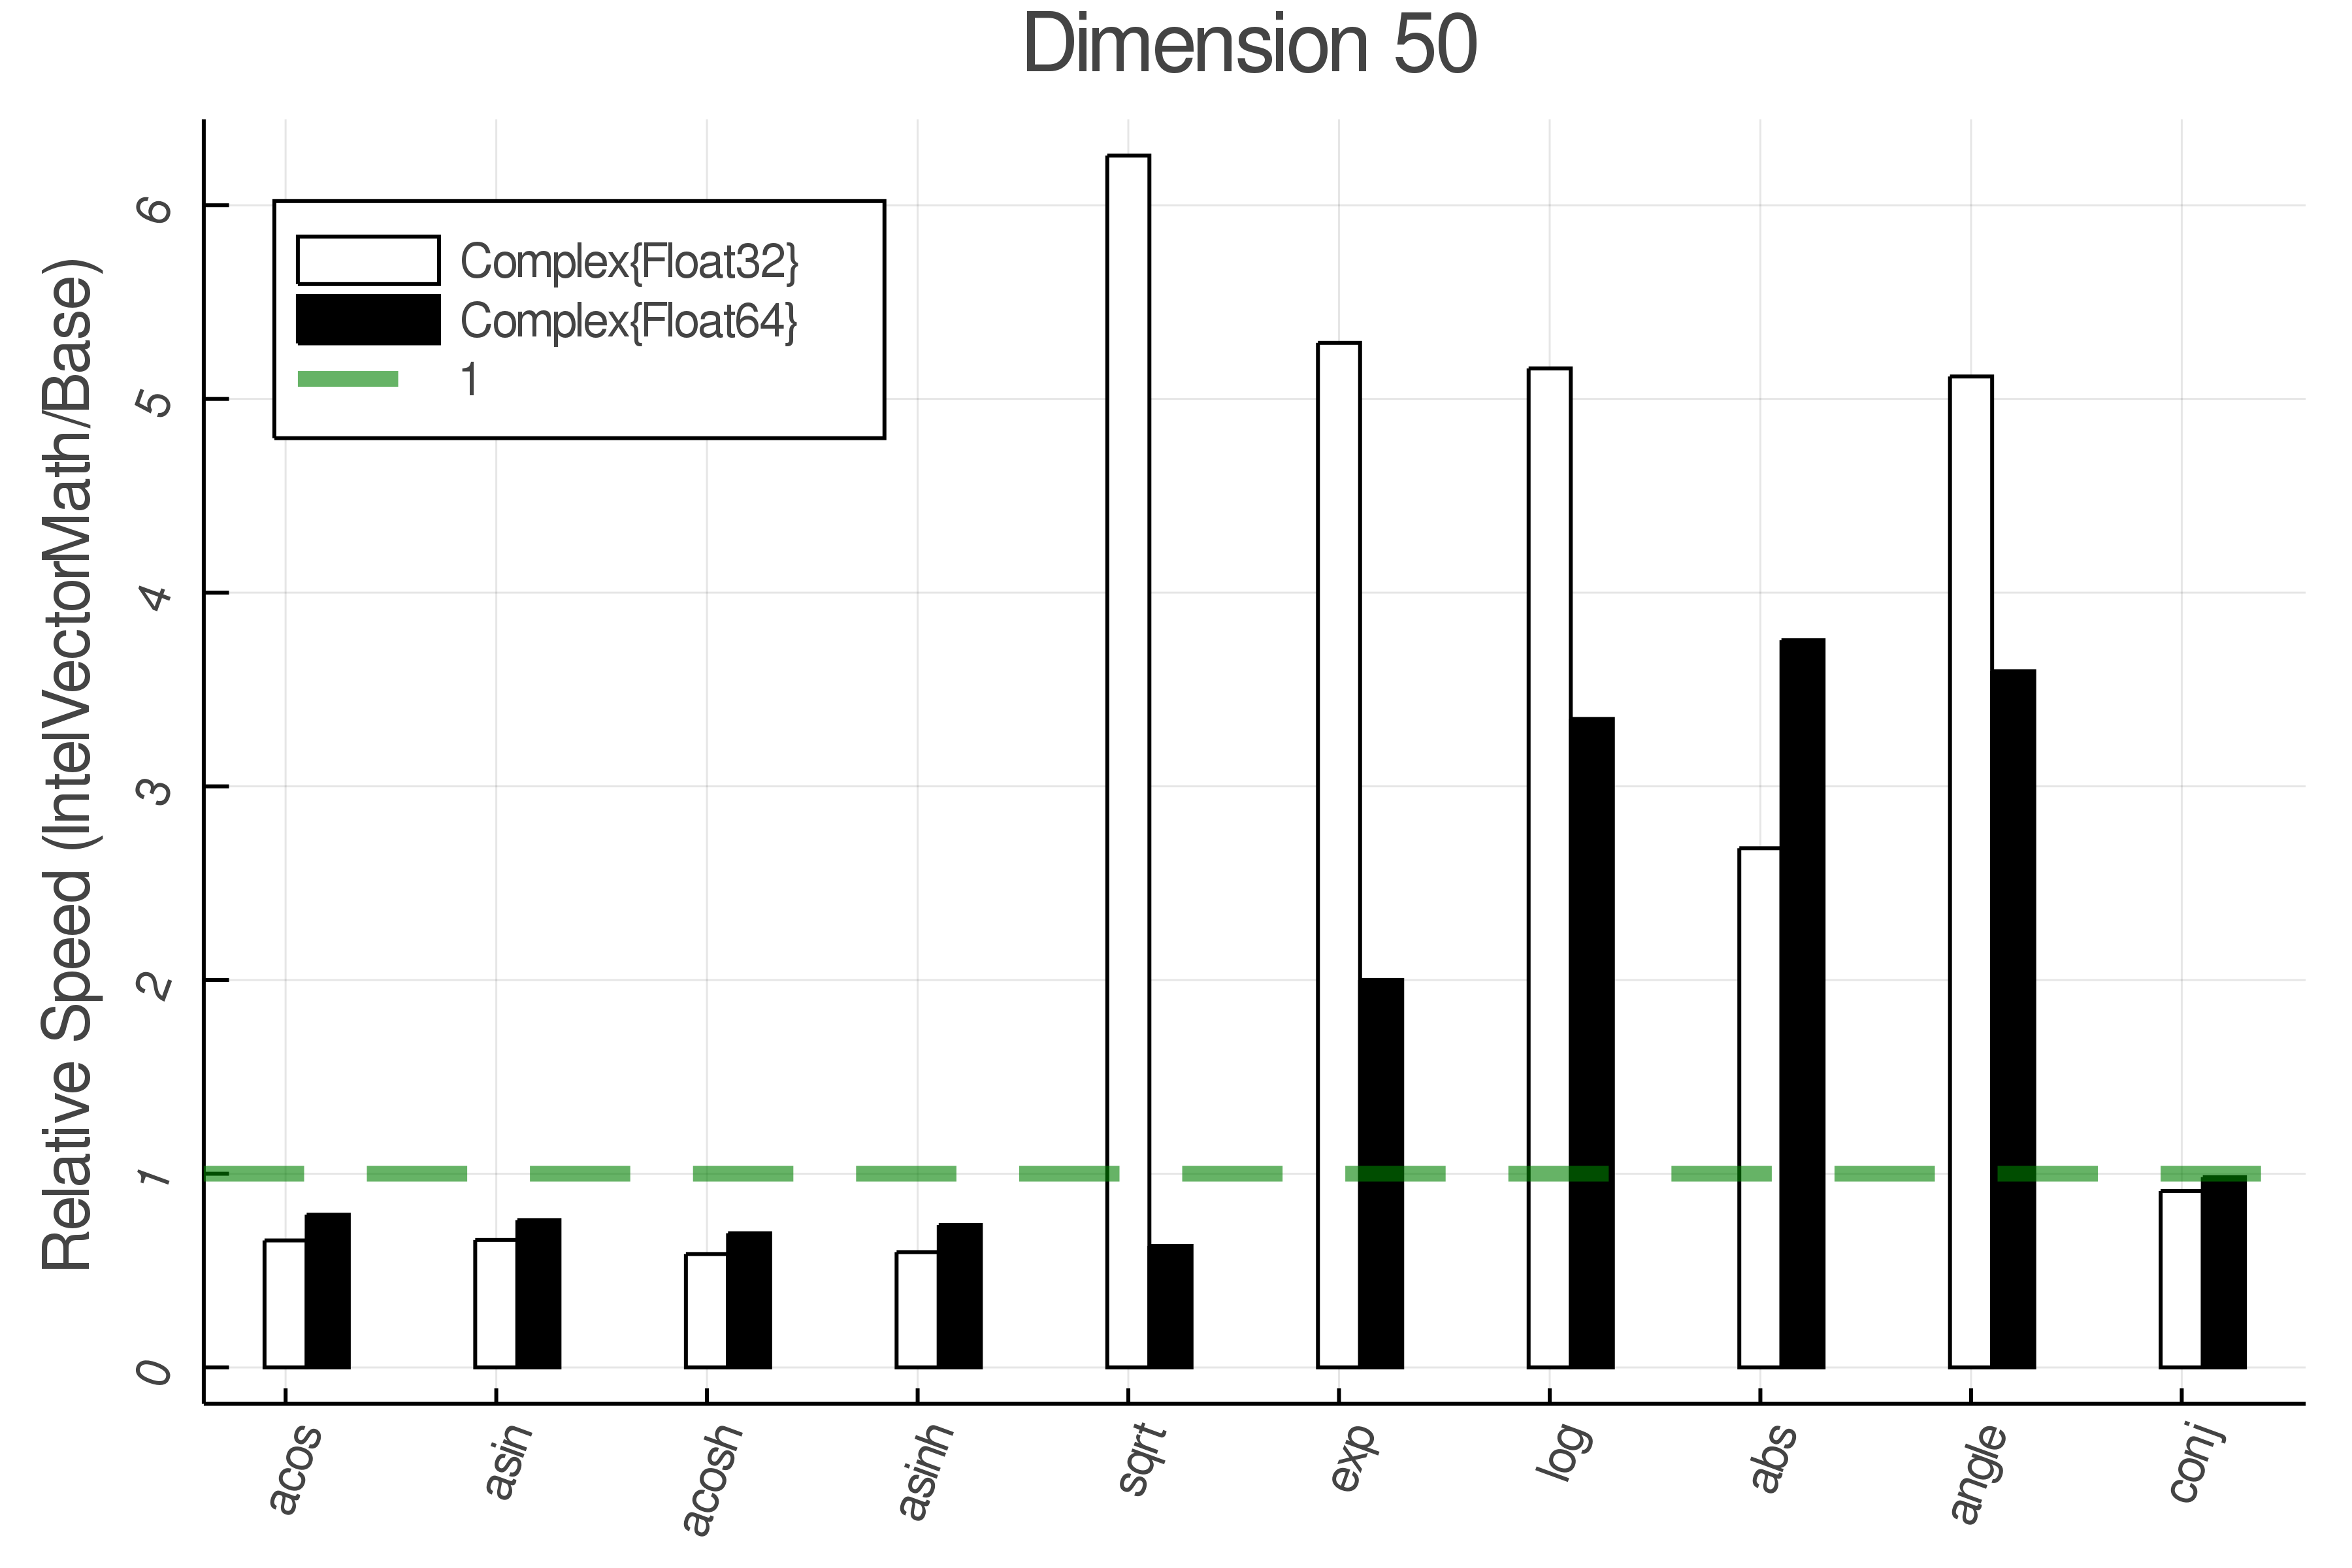 Dimension 50
Relative Speed (IntelVectorMath/Base)
6
5
4
3
2
1
0
Complex{Float32}
Complex{Float64}
1
acos
asin
acosh
asinh
sqrt
exp
log
abs
angle
conj